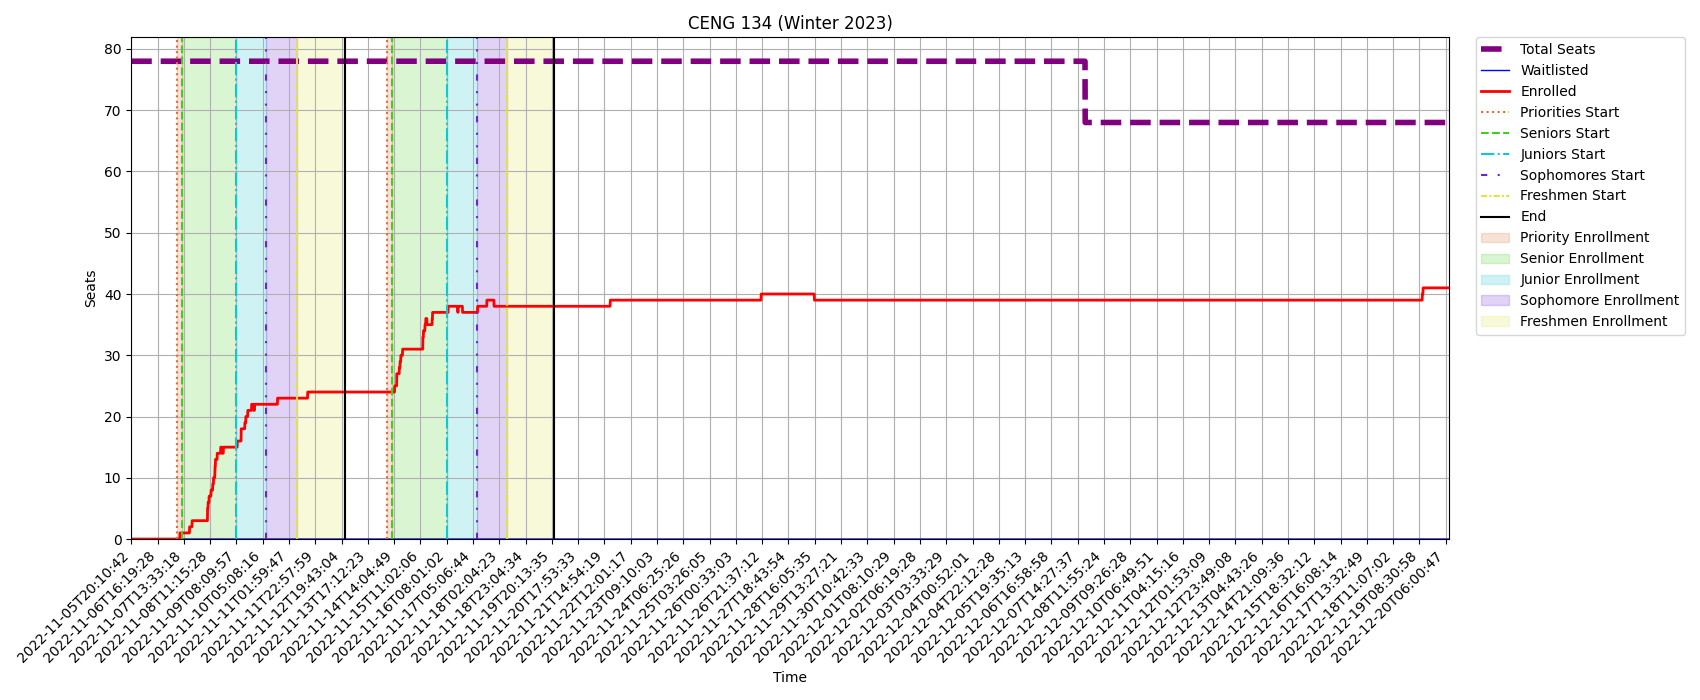 CENG 134 (Winter 2023)
Seats
80
70
60
50
40
30
20
10
0
2022-11-05T20:10:42
2022-11-06T16:19:28
2022-11-07T13:33:18
2022-11-08T11:15:28
2022-11-09T08:09:57
2022-11-10T05:08:16
2022-11-11T01:59:47
2022-11-11T22:57:59
2022-11-12T19:43:04
2022-11-13T17:12:23
2022-11-14T14:04:49
2022-11-15T11:02:06
2022-11-16T08:01:02
2022-11-17T05:06:44
2022-11-18T02:04:23
2022-11-18T23:04:34
2022-11-19T20:13:35
2022-11-20T17:53:33
2022-11-21T14:54:19
2022-11-22T12:01:17
2022-11-23T09:10:03
2022-11-24T06:25:26
2022-11-25T03:26:05
2022-11-26T00:33:03
2022-11-26T21:37:12
2022-11-27T18:43:54
2022-11-28T16:05:35
2022-11-29T13:27:21
2022-11-30T10:42:33
2022-12-01T08:10:29
2022-12-02T06:19:28
2022-12-03T03:33:29
2022-12-04T00:52:01
2022-12-04T22:12:28
2022-12-05T19:35:13
2022-12-06T16:58:58
2022-12-07T14:27:37
2022-12-08T11:55:24
2022-12-09T09:26:28
2022-12-10T06:49:51
2022-12-11T04:15:16
2022-12-12T01:53:09
2022-12-12T23:49:08
2022-12-13T04:43:26
2022-12-14T21:09:36
2022-12-15T18:32:12
2022-12-16T16:08:14
2022-12-17T13:32:49
2022-12-18T11:07:02
2022-12-19T08:30:58
2022-12-20T06:00:47
Time
Total Seats
Waitlisted
Enrolled
Priorities Start
Seniors Start
Juniors Start
Sophomores Start
Freshmen Start
End
Priority Enrollment
Senior Enrollment
Junior Enrollment
Sophomore Enrollment
Freshmen Enrollment